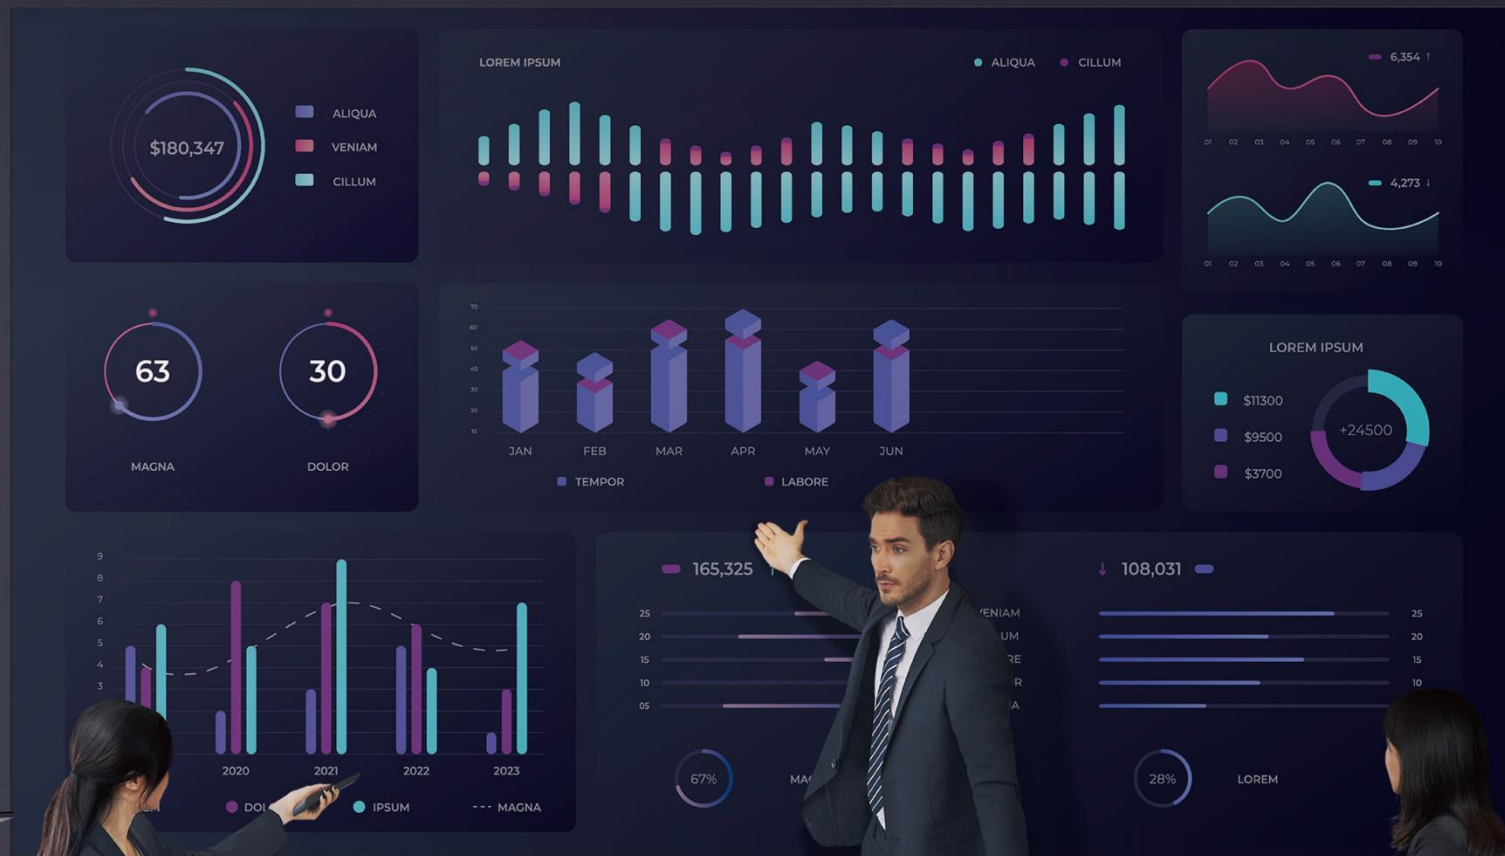 $180,347
ALIQUA
VENIAM
CILLUM
LOREM IPSUM
ALIQUA CILLUM
6,354 ↑
01 02 03 04 05 06 07 08 09 10
4,273 ↓
01 02 03 04 05 06 07 08 09 10
63
30
MAGNA
DOLOR
70
60
50
40
30
20
10
JAN FEB MAR APR MAY JUN
TEMPOR LABORE
LOREM IPSUM
$11300
$9500
$3700
+24500
9
8
7
6
5
4
3
2020 2021 2022 2023
IPSUM --- MAGNA
165,325
25
20
15
10
05
↓ 108,031
25
20
15
10
67%
28%
LOREM